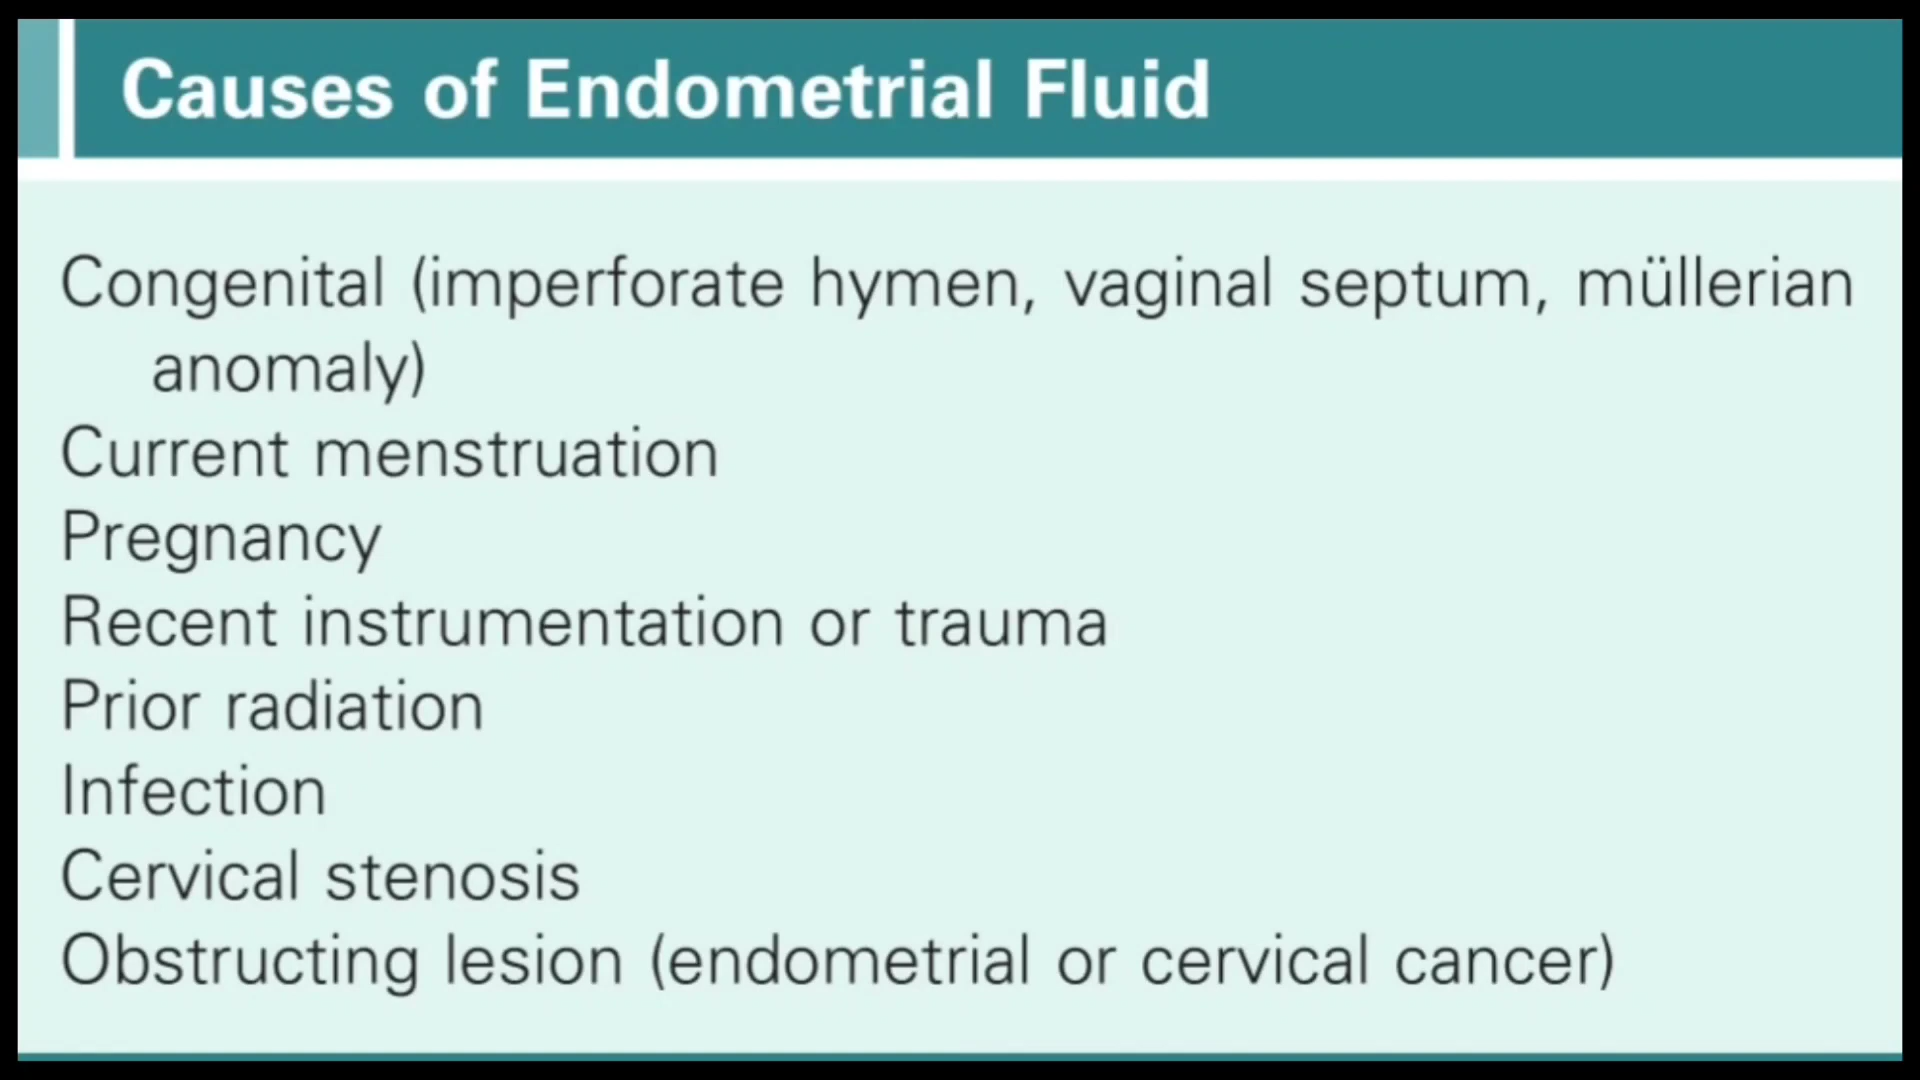 Causes of Endometrial Fluid
Congenital (imperforate hymen, vaginal septum, müllerian
anomaly)
Current menstruation
Pregnancy
Recent instrumentation or trauma
Prior radiation
Infection
Cervical stenosis
Obstructing lesion (endometrial or cervical cancer)